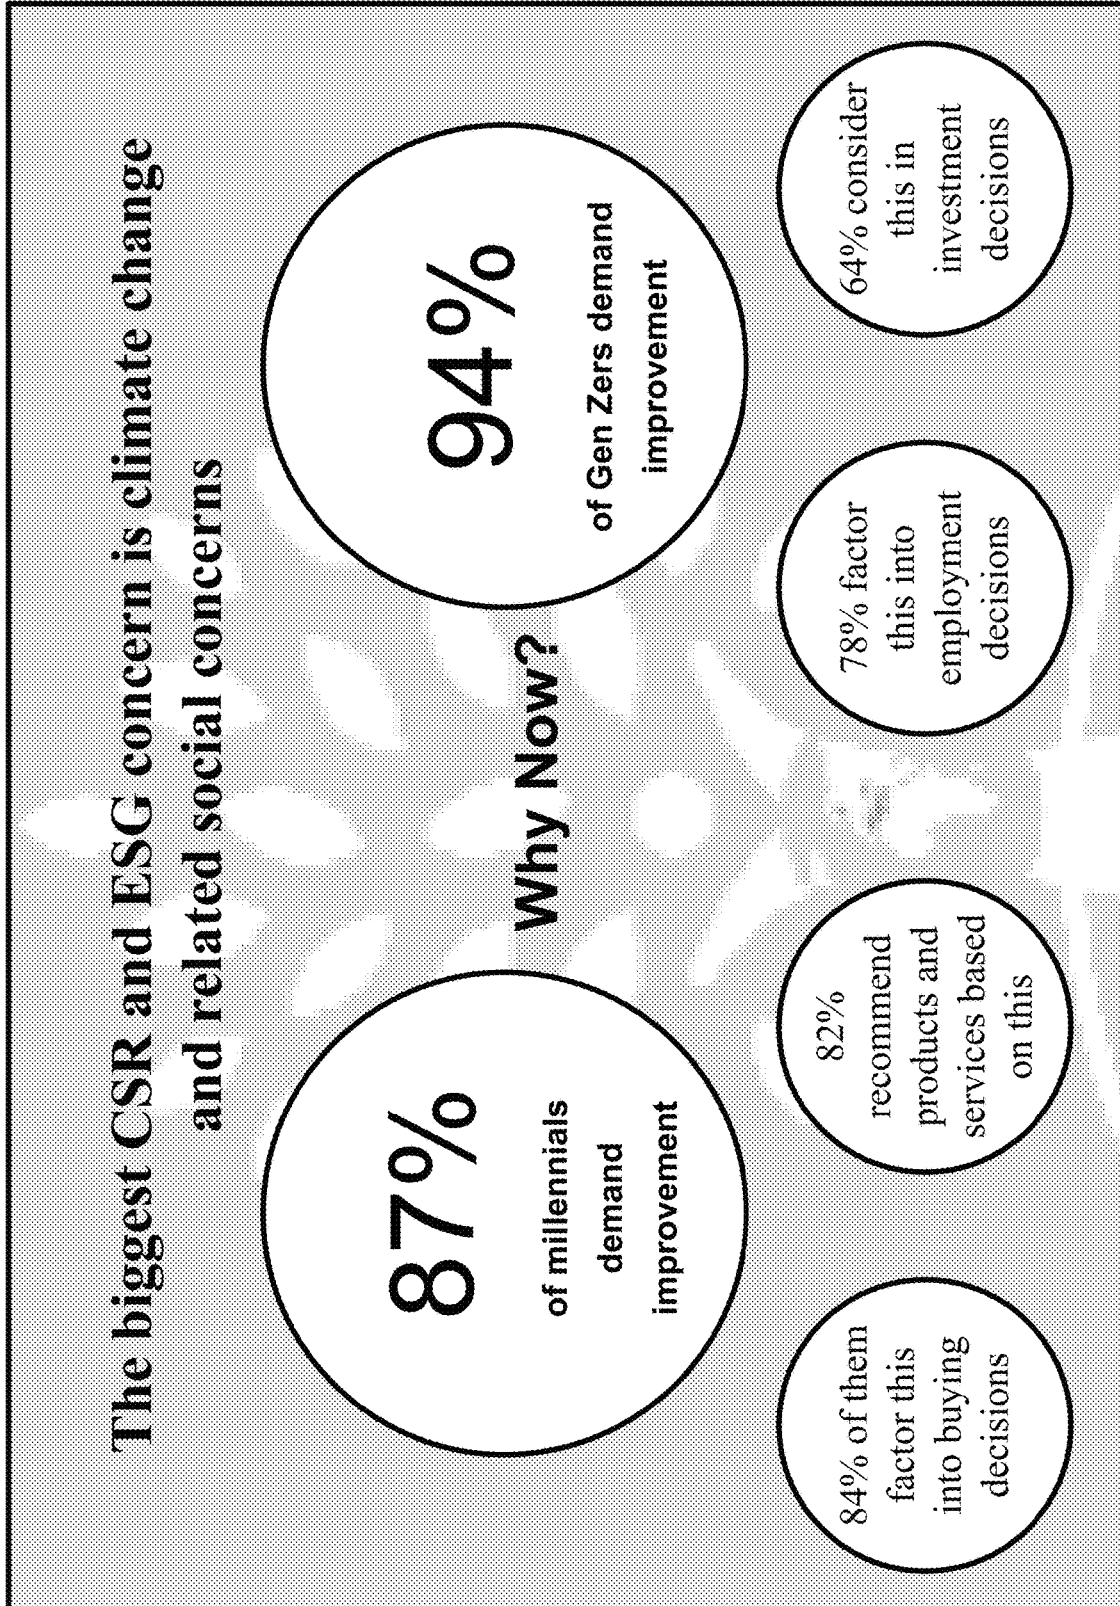 The biggest CSR and ESG concern is climate change
and related social concerns
87%
of millennials
demand
improvement
Why Now?
94%
of Gen Zers demand
improvement
84% of them
factor this
into buying
decisions
82%
recommend
products and
services based
on this
78% factor
this into
employment
decisions
64% consider
this in
investment
decisions